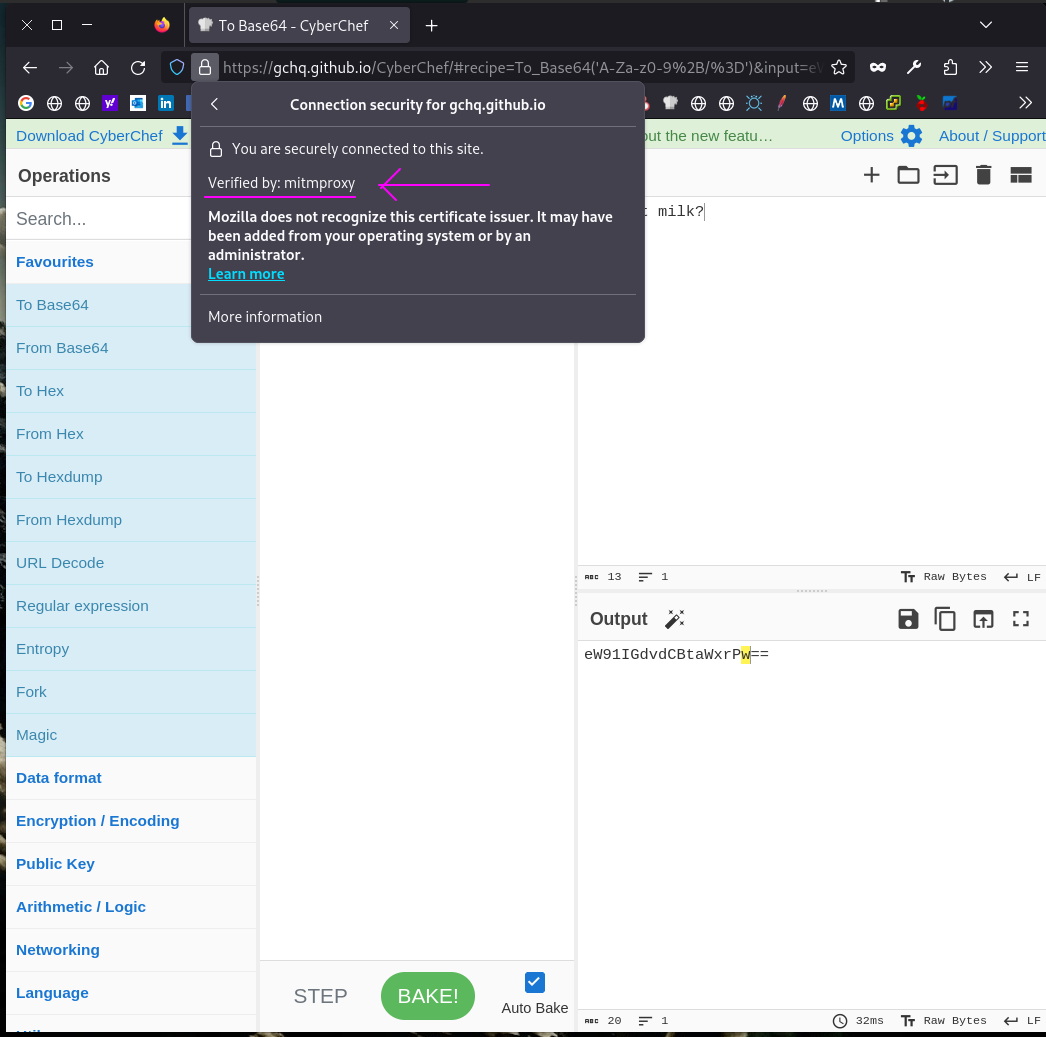 To Base64 - CyberChef
https://gchq.github.io/CyberChef/#recipe=To_Base64('A-Za-z0-9%2B/%3D')&input=eW
Download CyberChef
out the new featu…
Options
About / Support
Connection security for gchq.github.io
You are securely connected to this site.
Verified by: mitmproxy
Mozilla does not recognize this certificate issuer. It may have
been added from your operating system or by an
administrator.
Learn more
More information
Operations
Search...
Favourites
To Base64
From Base64
To Hex
From Hex
To Hexdump
From Hexdump
URL Decode
Regular expression
Entropy
Fork
Magic
Data format
Encryption / Encoding
Public Key
Arithmetic / Logic
Networking
Language
STEP
BAKE!
Auto Bake
t milk?
ABC 13 1
Raw Bytes LF
Output
eW91IGdvdCBtaWxrPw==
ABC 20 1
32ms Raw Bytes LF